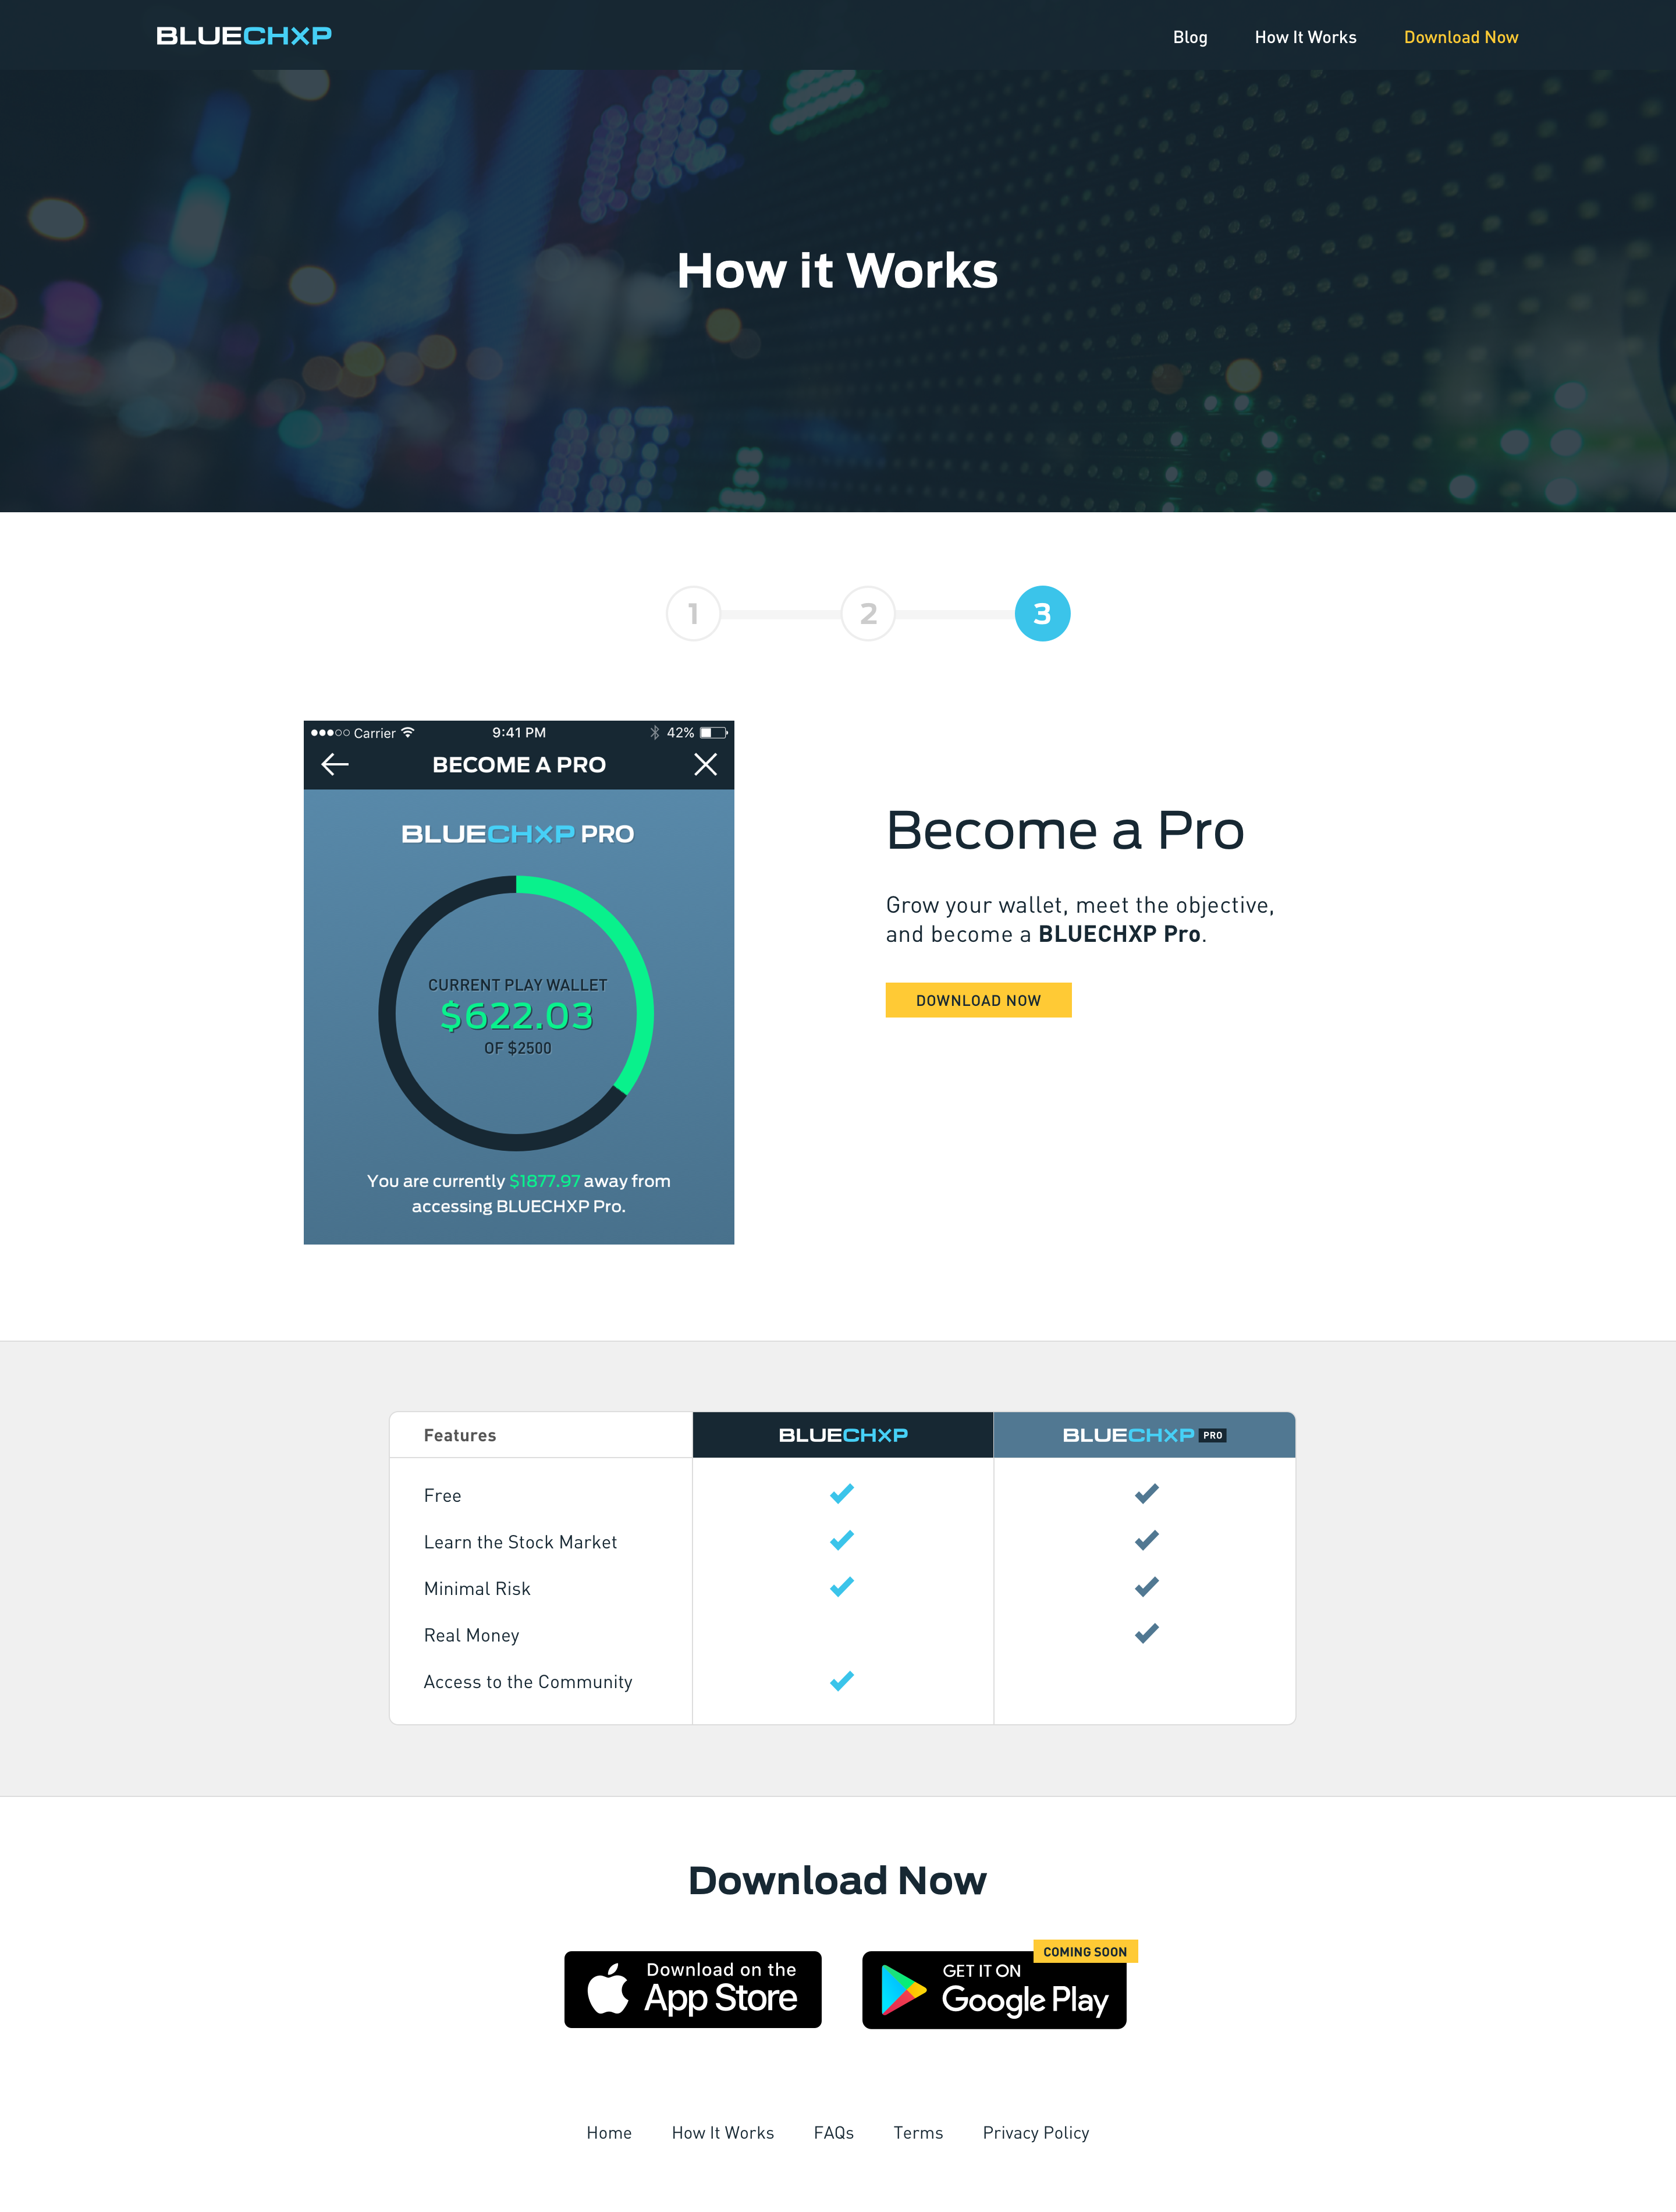 BLUECHXP
Blog
How It Works
Download Now
How it Works
1
2
3
Carrier
9:41 PM
42%
BECOME A PRO
BLUECHXP PRO
CURRENT PLAY WALLET
$622.03
OF $2500
You are currently $1877.97 away from
accessing BLUECHXP Pro.
Become a Pro
Grow your wallet, meet the objective,
and become a BLUECHXP Pro.
DOWNLOAD NOW
Features
BLUECHXP
BLUECHXP PRO
Free
Learn the Stock Market
Minimal Risk
Real Money
Access to the Community
Download Now
Download on the
App Store
COMING SOON
GET IT ON
Google Play
Home
How It Works
FAQs
Terms
Privacy Policy